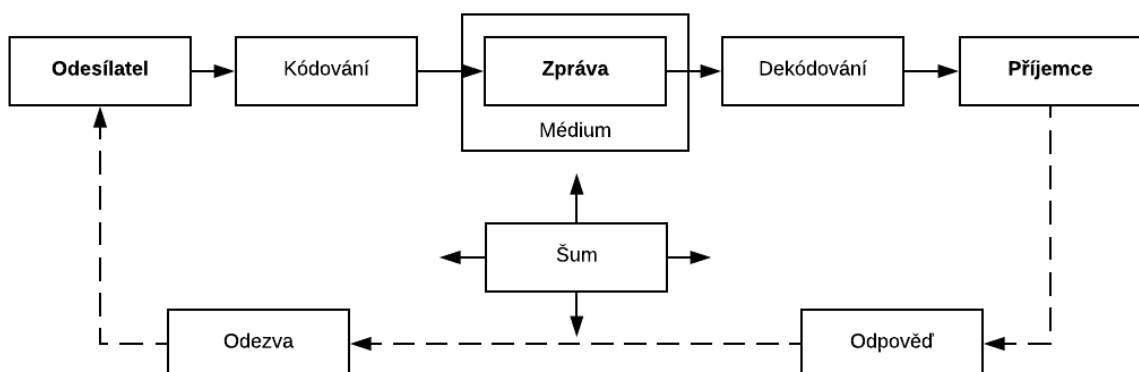 Odesílatel
Kódování
Zpráva
Médium
Dekódování
Příjemce
Šum
Odezva
Odpověď